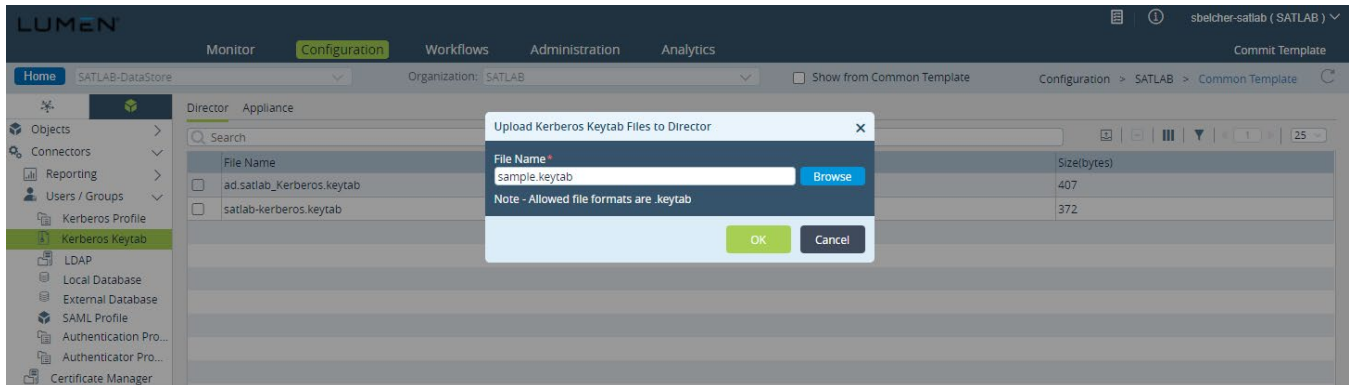 LUMEN
sbelcher-satlab ( SATLAB )
Monitor Configuration Workflows Administration Analytics Commit Template
Home SATLAB-DataStore Organization: SATLAB Show from Common Template Configuration > SATLAB > Common Template
Director Appliance
Objects
Connectors
Reporting
Users / Groups
Kerberos Profile
Kerberos Keytab
LDAP
Local Database
External Database
SAML Profile
Authentication Pro...
Authenticator Pro...
Certificate Manager
Search
1 25
File Name Size(bytes)
ad.satlab_Kerberos.keytab 407
satlab-kerberos.keytab 372
Upload Kerberos Keytab Files to Director
File Name*
sample.keytab Browse
Note - Allowed file formats are .keytab
OK Cancel